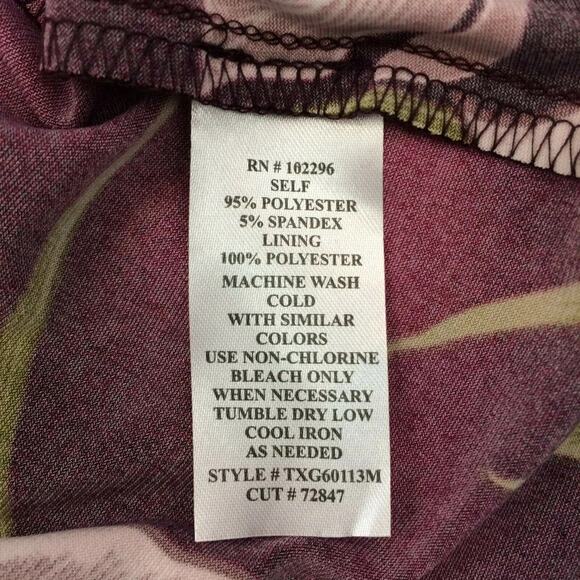 RN # 102296
SELF
95% POLYESTER
5% SPANDEX
LINING
100% POLYESTER
MACHINE WASH
COLD
WITH SIMILAR
COLORS
USE NON-CHLORINE
BLEACH ONLY
WHEN NECESSARY
TUMBLE DRY LOW
COOL IRON
AS NEEDED
STYLE # TXG60113M
CUT # 72847